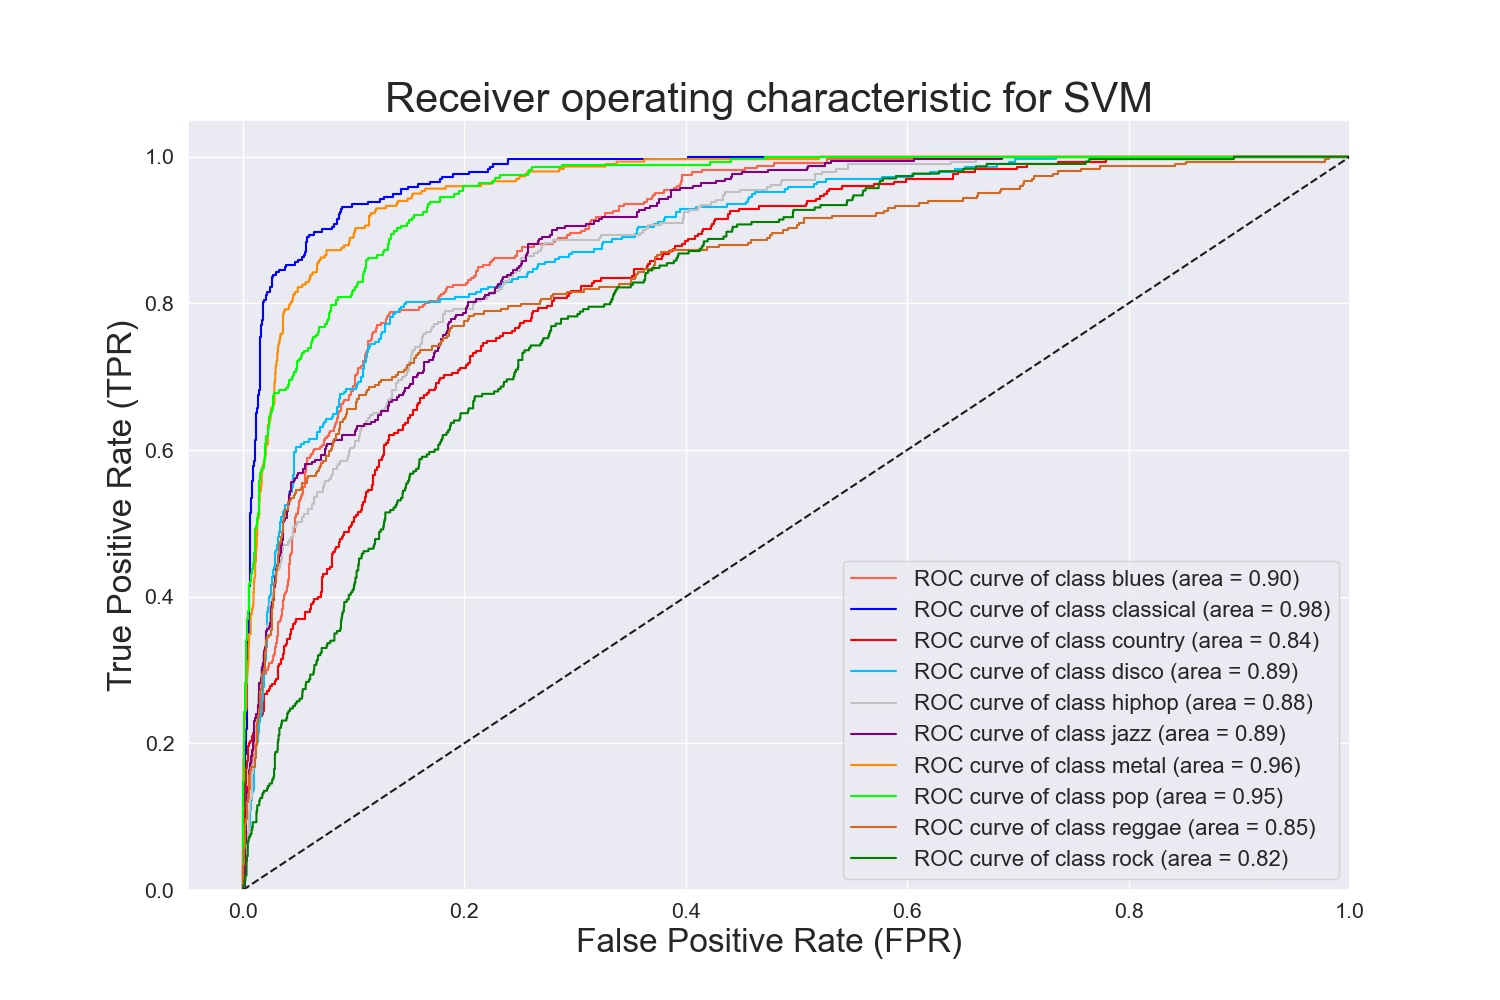 Receiver operating characteristic for SVM
True Positive Rate (TPR)
1.0
0.8
0.6
0.4
0.2
0.0
ROC curve of class blues (area = 0.90)
ROC curve of class classical (area = 0.98)
ROC curve of class country (area = 0.84)
ROC curve of class disco (area = 0.89)
ROC curve of class hiphop (area = 0.88)
ROC curve of class jazz (area = 0.89)
ROC curve of class metal (area = 0.96)
ROC curve of class pop (area = 0.95)
ROC curve of class reggae (area = 0.85)
ROC curve of class rock (area = 0.82)
0.0 0.2 0.4 0.6 0.8 1.0
False Positive Rate (FPR)